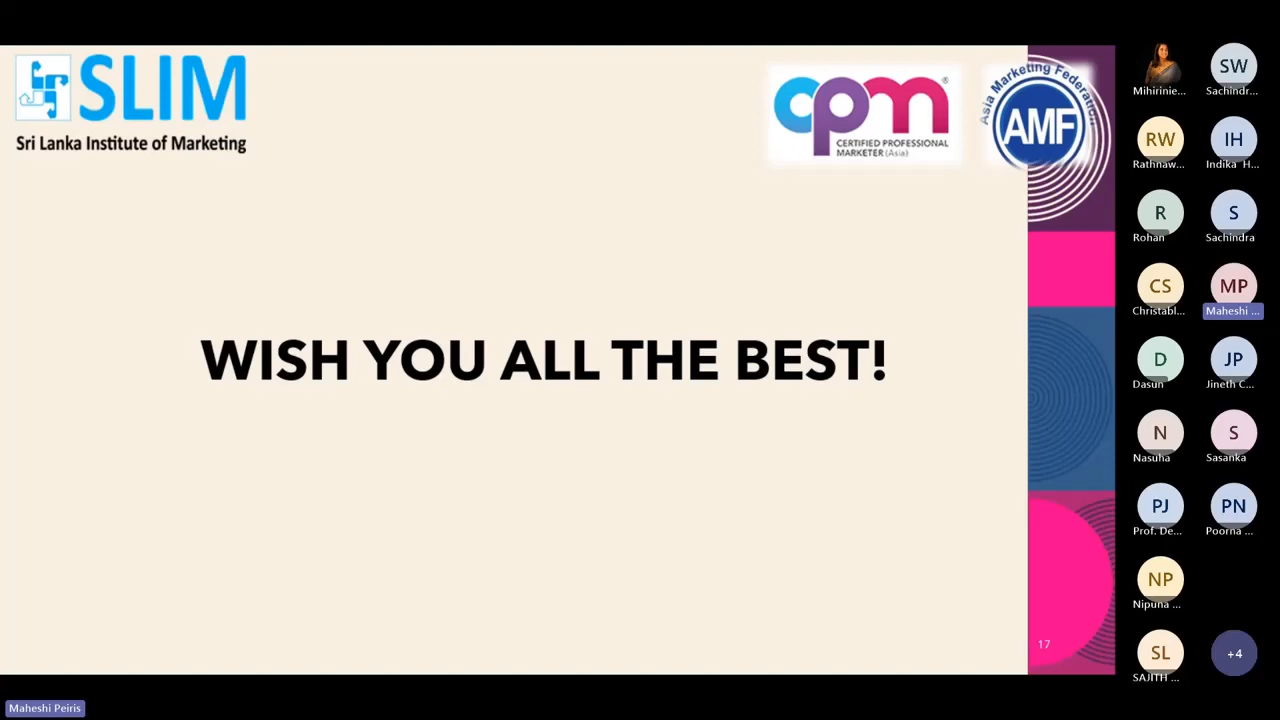 SLIM
Sri Lanka Institute of Marketing
cpm®
CERTIFIED PROFESSIONAL
MARKETER (Asia)
Asia Marketing Federation
AMF
WISH YOU ALL THE BEST!
17
Mihirinie...
SW
Sachindr...
RW
Rathnaw...
IH
Indika H...
R
Rohan
S
Sachindra
CS
Christabl...
MP
Maheshi ...
D
Dasun
JP
Jineth C...
N
Nasuha
S
Sasanka
PJ
Prof. De...
PN
Poorna ...
NP
Nipuna ...
SL
SAJITH ...
+4
Maheshi Peiris